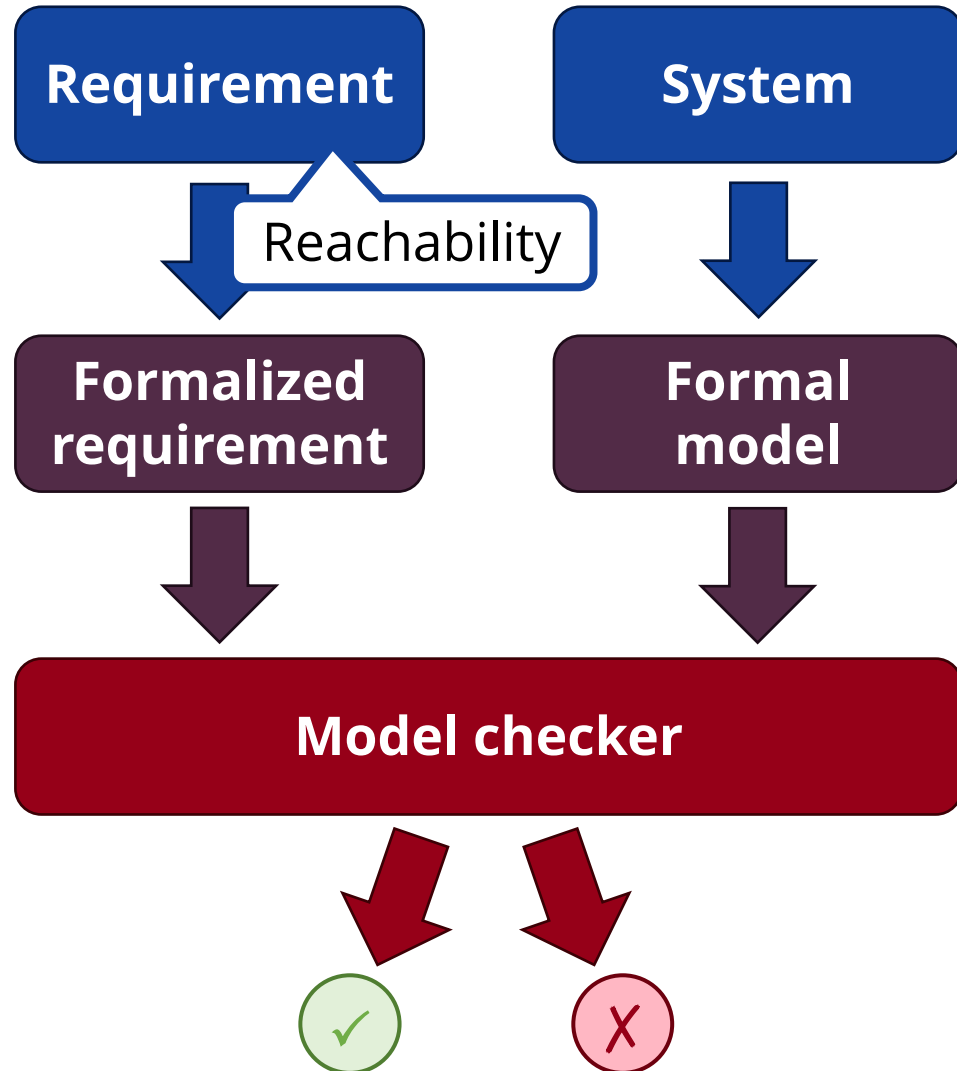 Requirement
System
Reachability
Formalized
requirement
Formal
model
Model checker
✓
✗